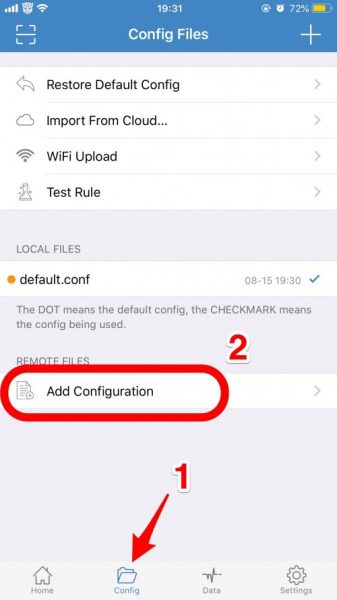 19:31
72%
Config Files
Restore Default Config
Import From Cloud...
WiFi Upload
Test Rule
LOCAL FILES
default.conf
08-15 19:30
The DOT means the default config, the CHECKMARK means
the config being used.
2
REMOTE FILES
Add Configuration
1
Home
Config
Data
Settings